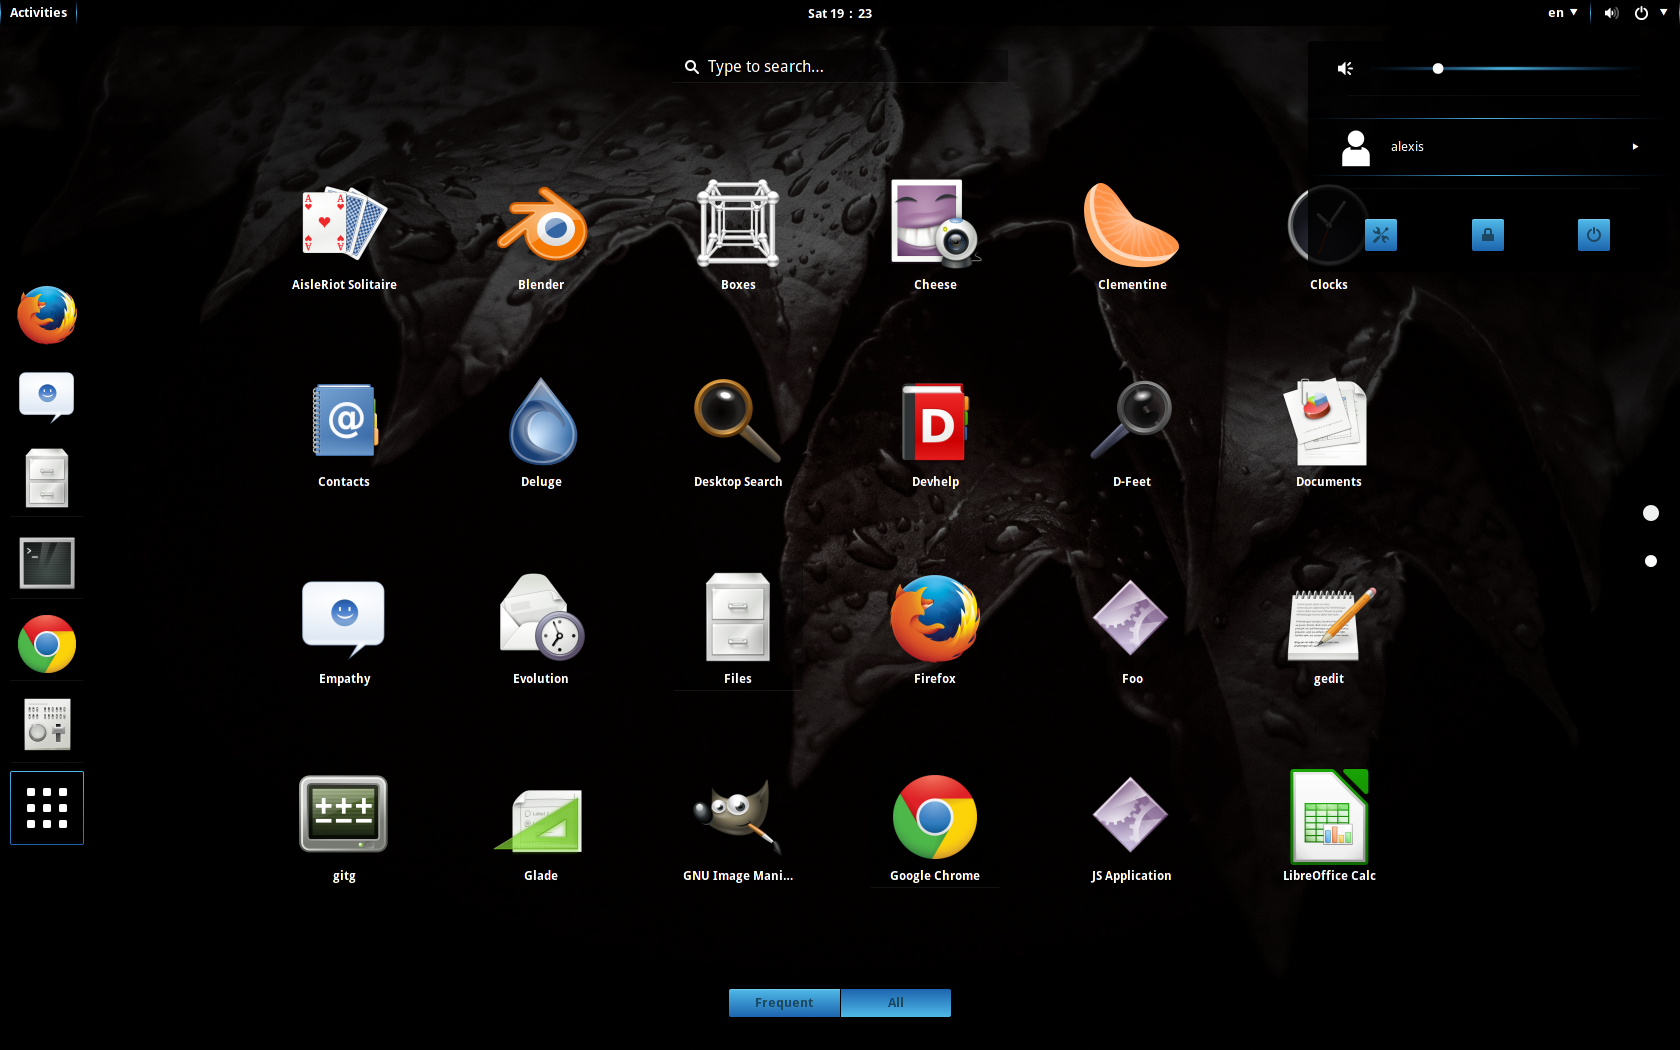 Activities
Sat 19 : 23
en
Type to search...
alexis
AisleRiot Solitaire
Blender
Boxes
Cheese
Clementine
Clocks
Contacts
Deluge
Desktop Search
Devhelp
D-Feet
Documents
Empathy
Evolution
Files
Firefox
Foo
gedit
gitg
Glade
GNU Image Mani...
Google Chrome
JS Application
LibreOffice Calc
Frequent
All